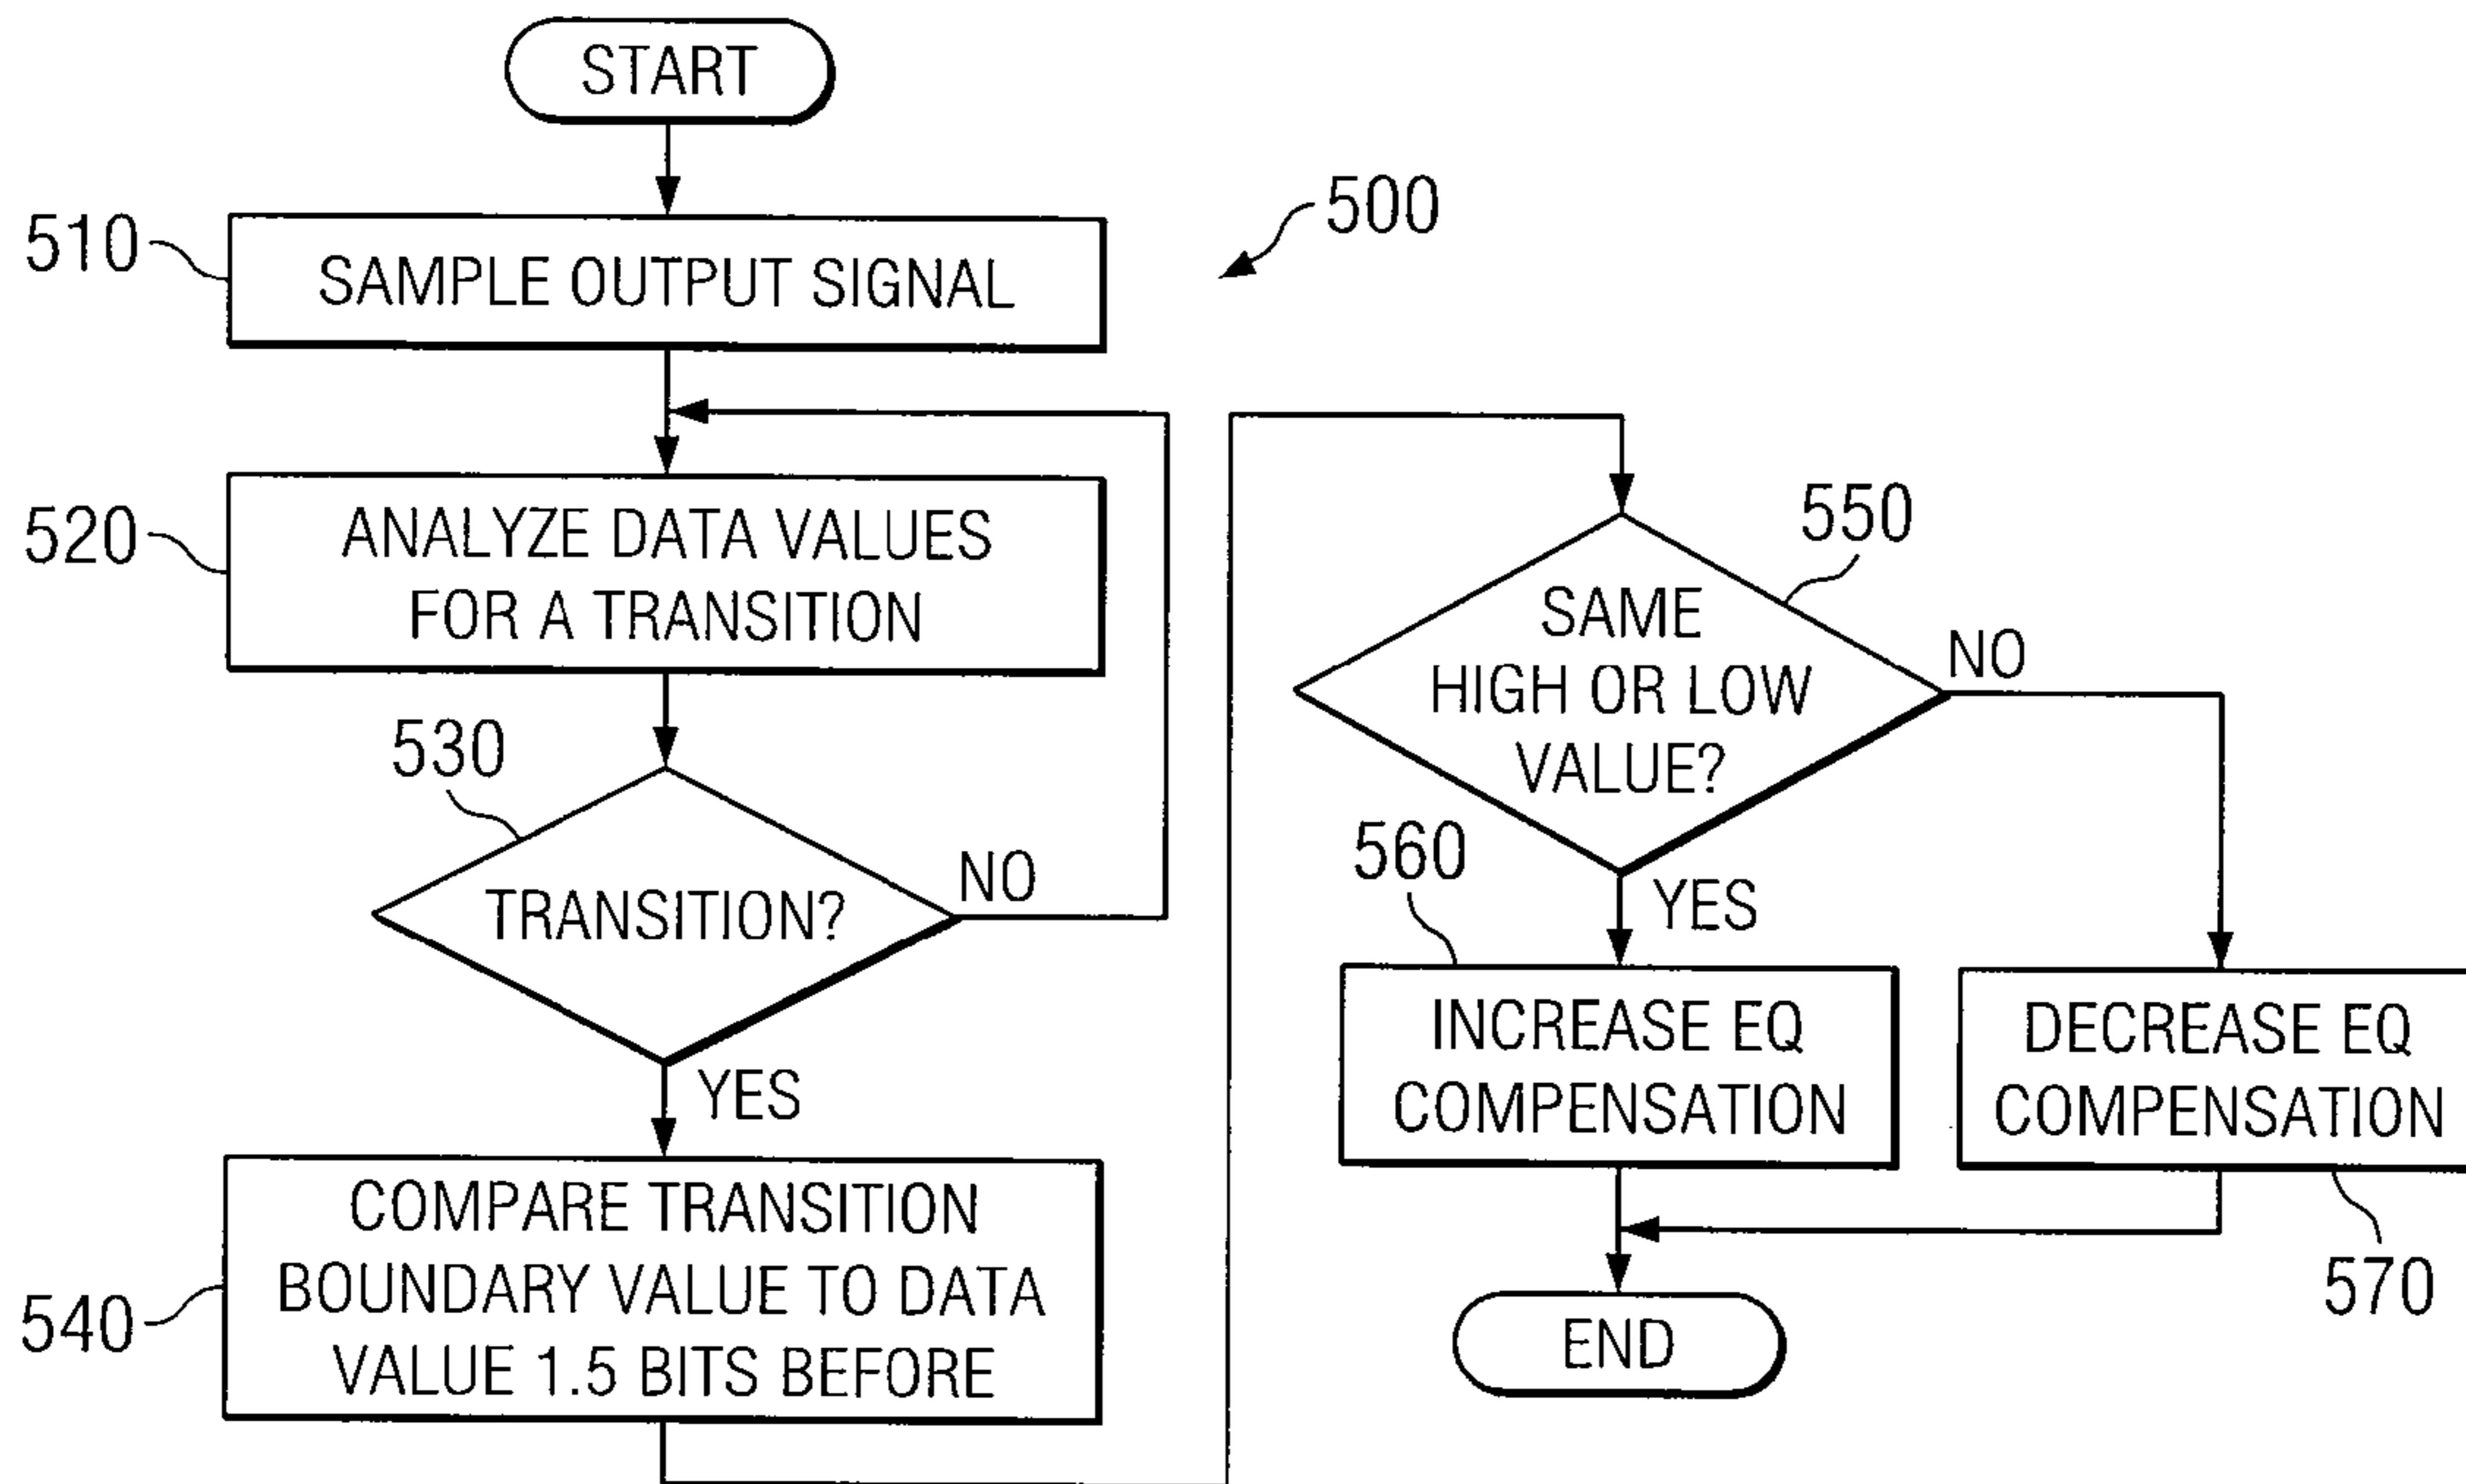 START
500
510
SAMPLE OUTPUT SIGNAL
520
ANALYZE DATA VALUES
FOR A TRANSITION
530
TRANSITION?
NO
YES
540
COMPARE TRANSITION
BOUNDARY VALUE TO DATA
VALUE 1.5 BITS BEFORE
550
SAME
HIGH OR LOW
VALUE?
NO
YES
560
INCREASE EQ
COMPENSATION
DECREASE EQ
COMPENSATION
570
END